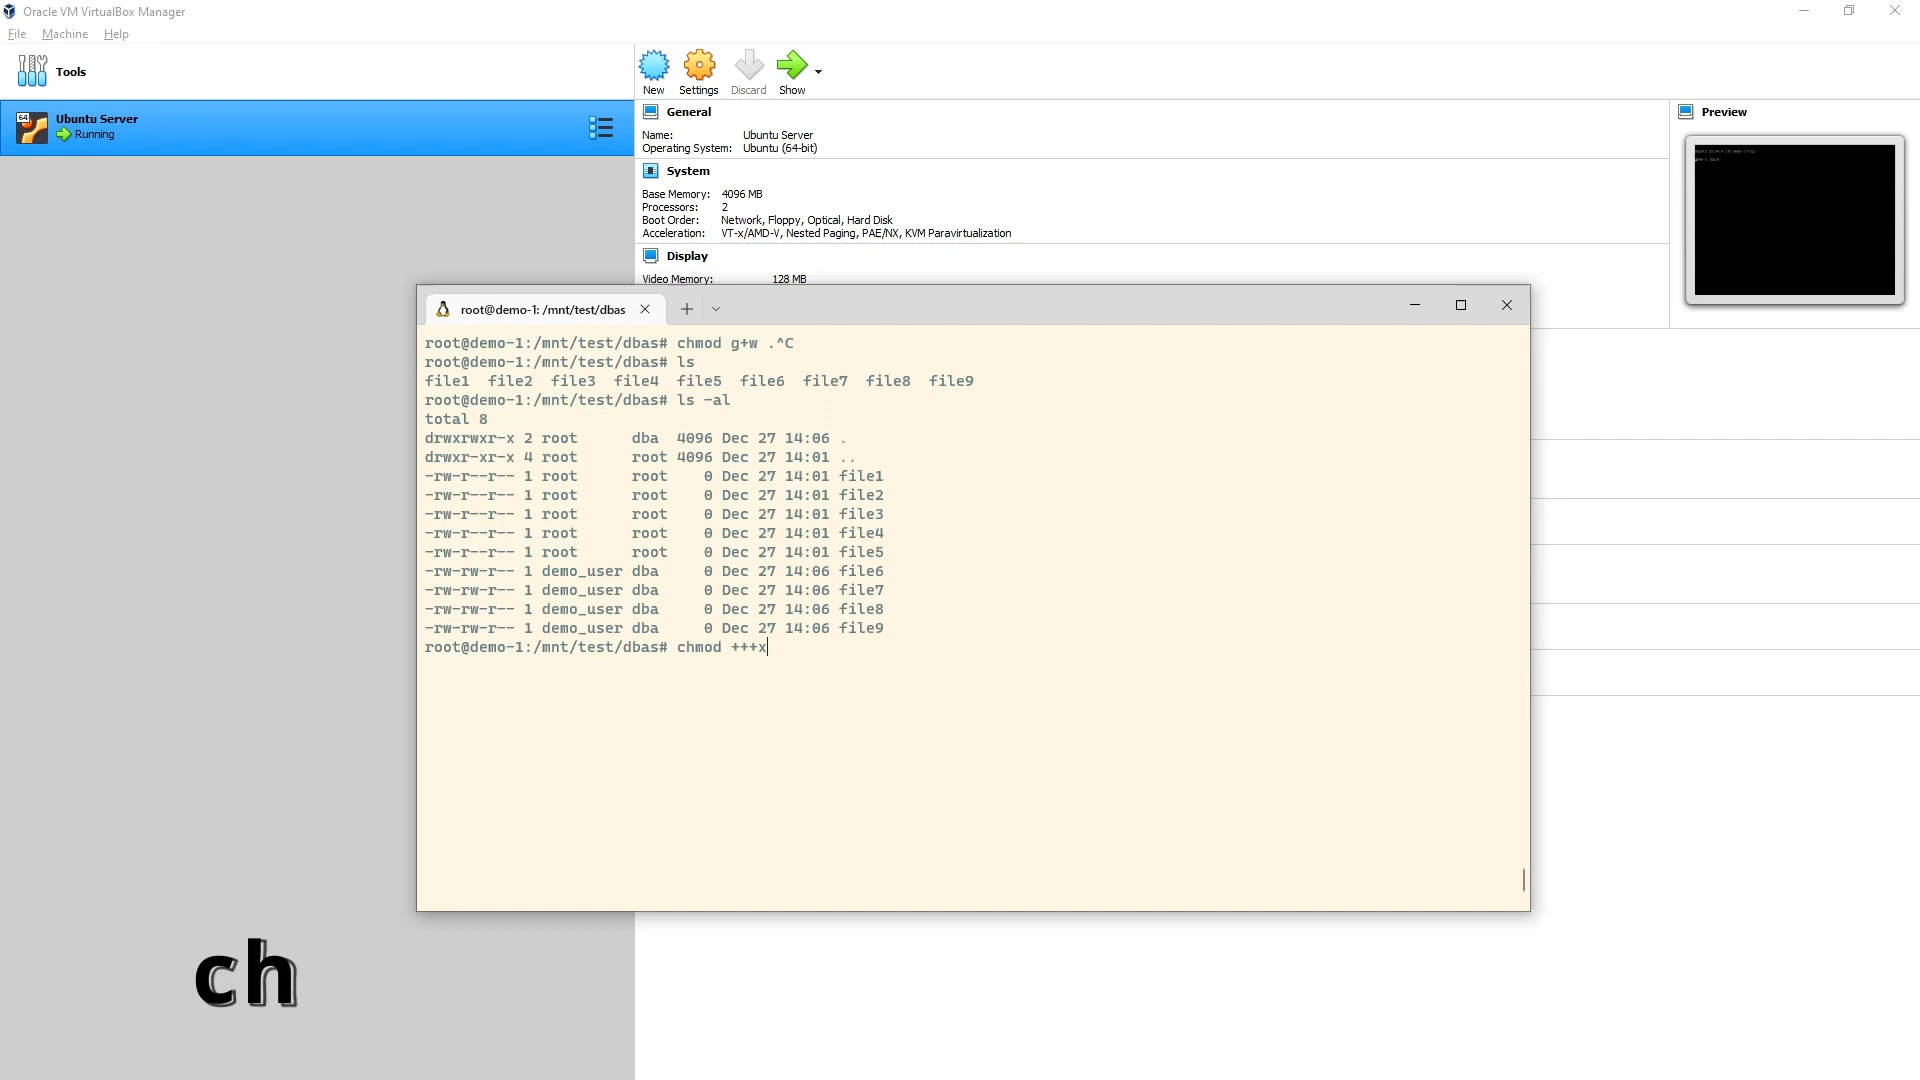 Oracle VM VirtualBox Manager
File Machine Help
Tools
New Settings Discard Show
64 Ubuntu Server
Running
General
Name: Ubuntu Server
Operating System: Ubuntu (64-bit)
Preview
System
Base Memory: 4096 MB
Processors: 2
Boot Order: Network, Floppy, Optical, Hard Disk
Acceleration: VT-x/AMD-V, Nested Paging, PAE/NX, KVM Paravirtualization
Display
Video Memory: 128 MB
root@demo-1: /mnt/test/dbas
root@demo-1:/mnt/test/dbas# chmod g+w .^C
root@demo-1:/mnt/test/dbas# ls
file1 file2 file3 file4 file5 file6 file7 file8 file9
root@demo-1:/mnt/test/dbas# ls -al
total 8
drwxrwxr-x 2 root dba 4096 Dec 27 14:06 .
drwxr-xr-x 4 root root 4096 Dec 27 14:01 ..
-rw-r--r-- 1 root root 0 Dec 27 14:01 file1
-rw-r--r-- 1 root root 0 Dec 27 14:01 file2
-rw-r--r-- 1 root root 0 Dec 27 14:01 file3
-rw-r--r-- 1 root root 0 Dec 27 14:01 file4
-rw-r--r-- 1 root root 0 Dec 27 14:01 file5
-rw-rw-r-- 1 demo_user dba 0 Dec 27 14:06 file6
-rw-rw-r-- 1 demo_user dba 0 Dec 27 14:06 file7
-rw-rw-r-- 1 demo_user dba 0 Dec 27 14:06 file8
-rw-rw-r-- 1 demo_user dba 0 Dec 27 14:06 file9
root@demo-1:/mnt/test/dbas# chmod +++x
ch